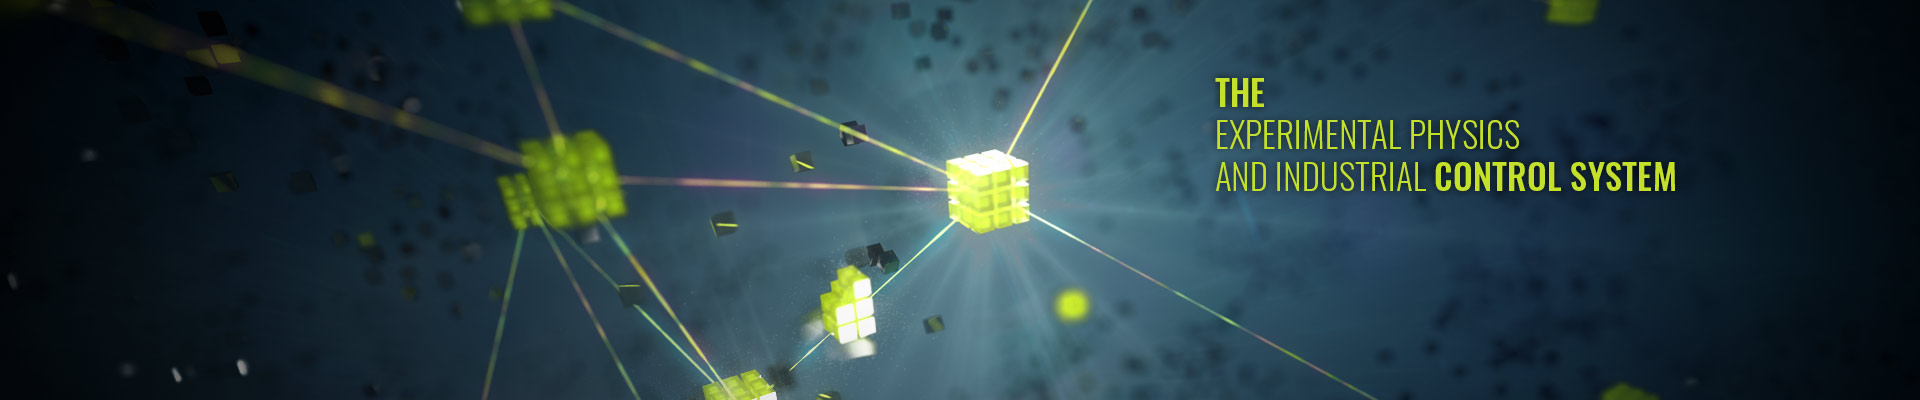 THE
EXPERIMENTAL PHYSICS
AND INDUSTRIAL CONTROL SYSTEM